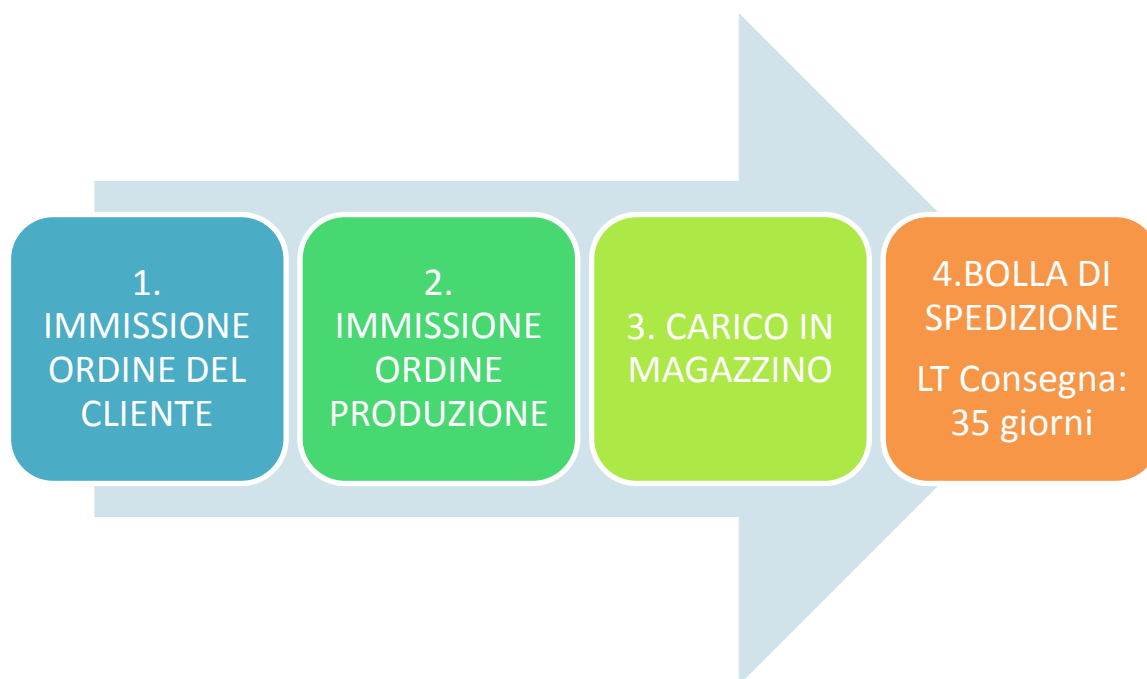 1.
IMMISSIONE
ORDINE DEL
CLIENTE
2.
IMMISSIONE
ORDINE
PRODUZIONE
3. CARICO IN
MAGAZZINO
4.BOLLA DI
SPEDIZIONE
LT Consegna:
35 giorni